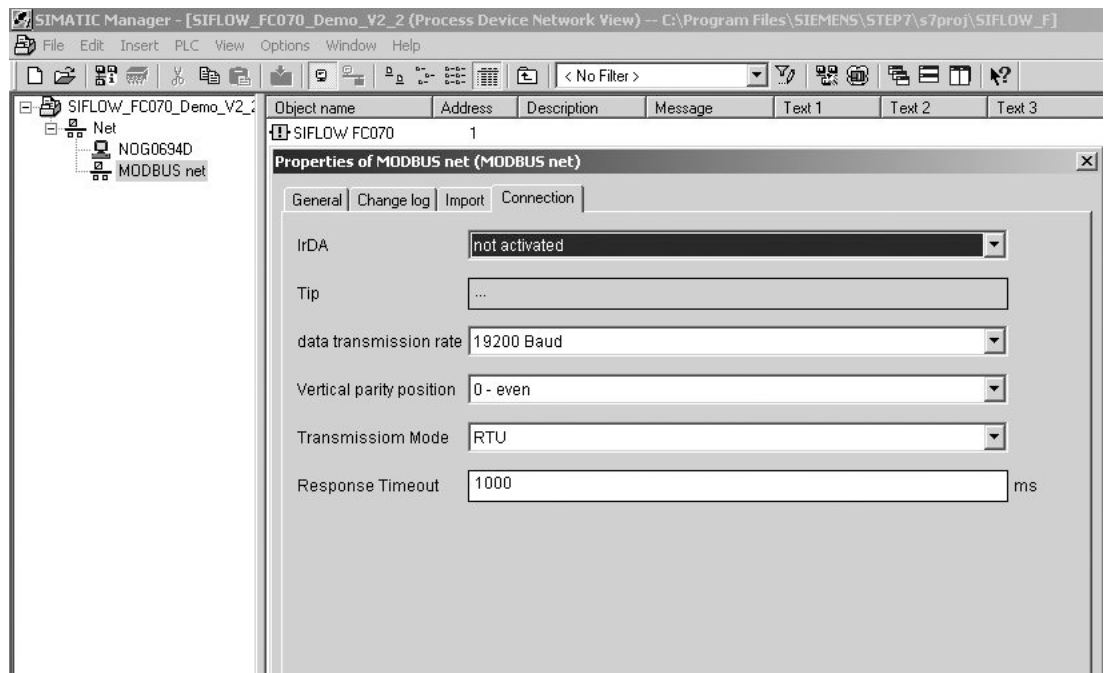 SIMATIC Manager - [SIFLOW_FC070_Demo_V2_2 (Process Device Network View) -- C:\Program Files\SIEMENS\STEP7\s7proj\SIFLOW_F]
File Edit Insert PLC View Options Window Help
< No Filter >
SIFLOW_FC070_Demo_V2_2
Net
NOG0694D
MODBUS net
Object name Address Description Message Text 1 Text 2 Text 3
SIFLOW FC070 1
Properties of MODBUS net (MODBUS net)
General Change log Import Connection
IrDA not activated
Tip ...
data transmission rate 19200 Baud
Vertical parity position 0 - even
Transmissiom Mode RTU
Response Timeout 1000 ms